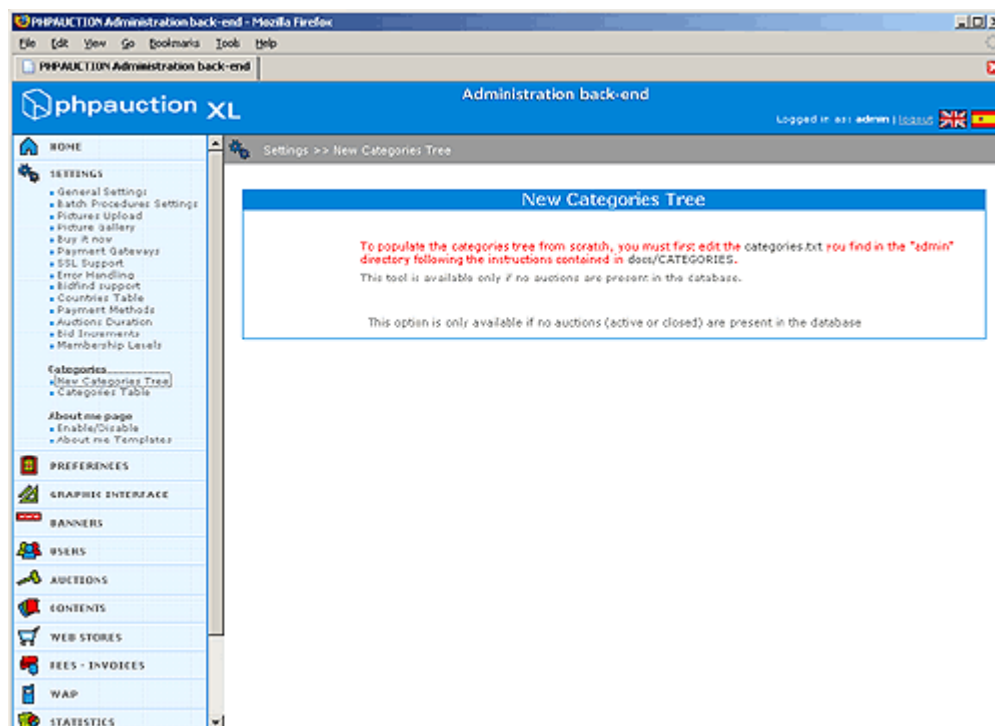 PHPAUCTION Administration back-end - Mozilla Firefox
File Edit View Go Bookmarks Tools Help
PHPAUCTION Administration back-end
phpauction XL
Administration back-end
Logged in as: admin | logout
HOME
Settings >> New Categories Tree
SETTINGS
General Settings
Batch Procedures Settings
Pictures Upload
Picture Gallery
Buy it now
Payment Gateways
SSL Support
Error Handling
Bidfind support
Countries Table
Payment Methods
Auctions Duration
Bid Increments
Membership Levels
Categories
New Categories Tree
Categories Table
About me page
Enable/Disable
About me Templates
PREFERENCES
GRAPHIC INTERFACE
BANNERS
USERS
AUCTIONS
CONTENTS
WEB STORES
FEES - INVOICES
WAP
STATISTICS
New Categories Tree
To populate the categories tree from scratch, you must first edit the categories.txt you find in the "admin"
directory following the instructions contained in docs/CATEGORIES.
This tool is available only if no auctions are present in the database.
This option is only available if no auctions (active or closed) are present in the database